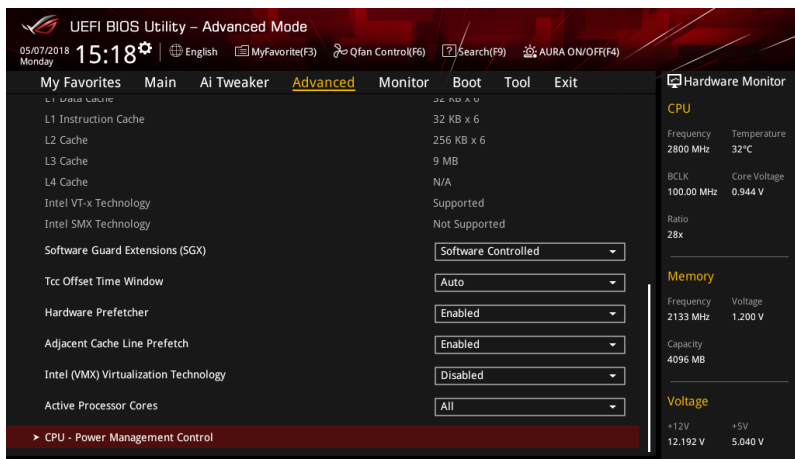 UEFI BIOS Utility – Advanced Mode
05/07/2018 Monday 15:18 English MyFavorite(F3) Qfan Control(F6) ? Search(F9) AURA ON/OFF(F4)
My Favorites Main Ai Tweaker Advanced Monitor Boot Tool Exit
L1 Data Cache 32 KB x 6
L1 Instruction Cache 32 KB x 6
L2 Cache 256 KB x 6
L3 Cache 9 MB
L4 Cache N/A
Intel VT-x Technology Supported
Intel SMX Technology Not Supported
Software Guard Extensions (SGX) Software Controlled
Tcc Offset Time Window Auto
Hardware Prefetcher Enabled
Adjacent Cache Line Prefetch Enabled
Intel (VMX) Virtualization Technology Disabled
Active Processor Cores All
CPU - Power Management Control
Hardware Monitor
CPU
Frequency Temperature
2800 MHz 32°C
BCLK Core Voltage
100.00 MHz 0.944 V
Ratio
28x
Memory
Frequency Voltage
2133 MHz 1.200 V
Capacity
4096 MB
Voltage
+12V +5V
12.192 V 5.040 V